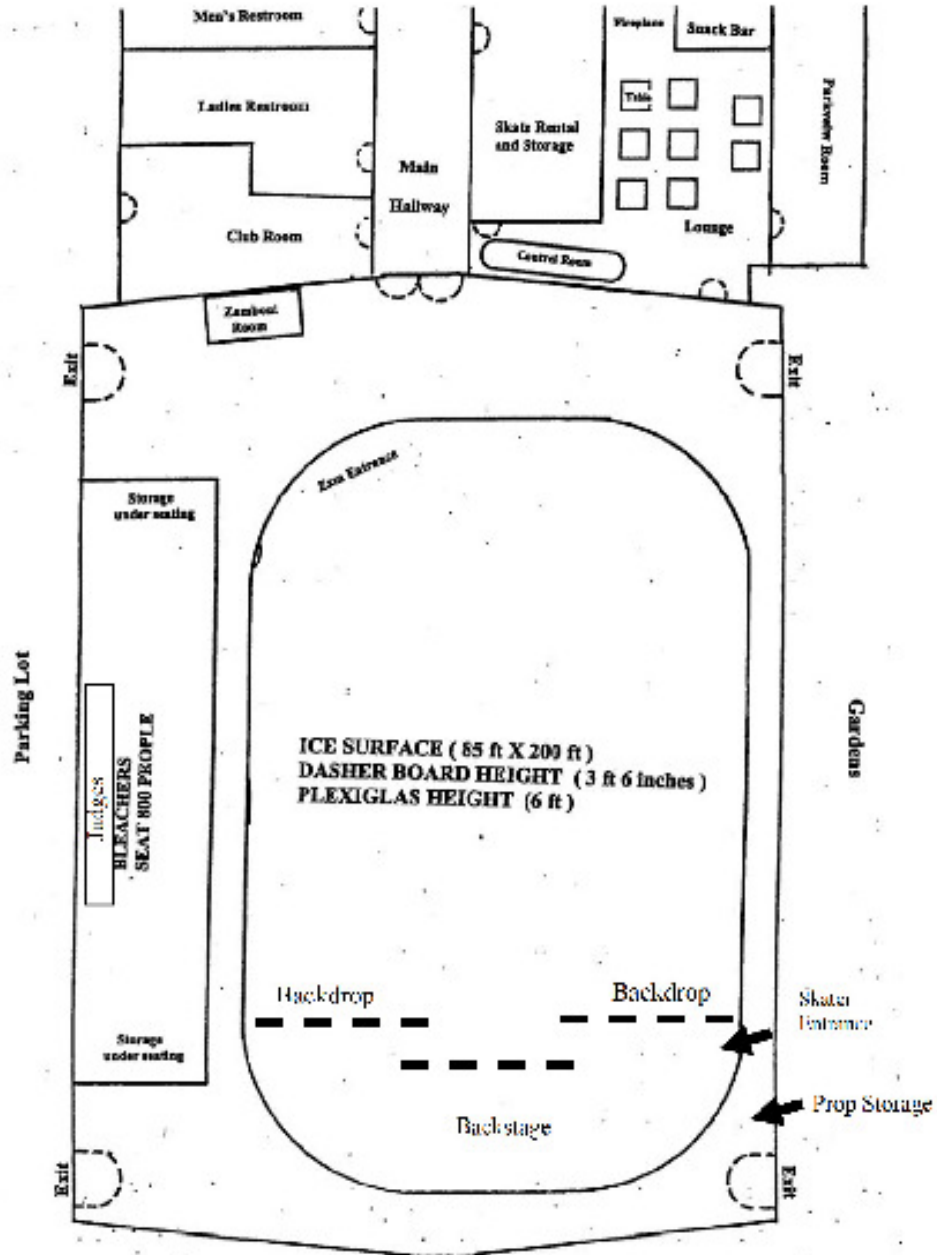 Men's Restroom
Fireplace
Snack Bar
Ladies Restroom
Table
Skate Rental
and Storage
Parkwater Room
Main
Hallway
Club Room
Lounge
Control Room
Zamboni
Room
Exit
Exit
Entrance
Storage
under seating
Parking Lot
Gardens
Judges
BLEACHERS
SEAT 800 PEOPLE
ICE SURFACE ( 85 ft X 200 ft )
DASHER BOARD HEIGHT ( 3 ft 6 inches )
PLEXIGLAS HEIGHT (6 ft )
Backdrop
Backdrop
Skater
Entrance
Storage
under seating
Prop Storage
Backstage
Exit
Exit